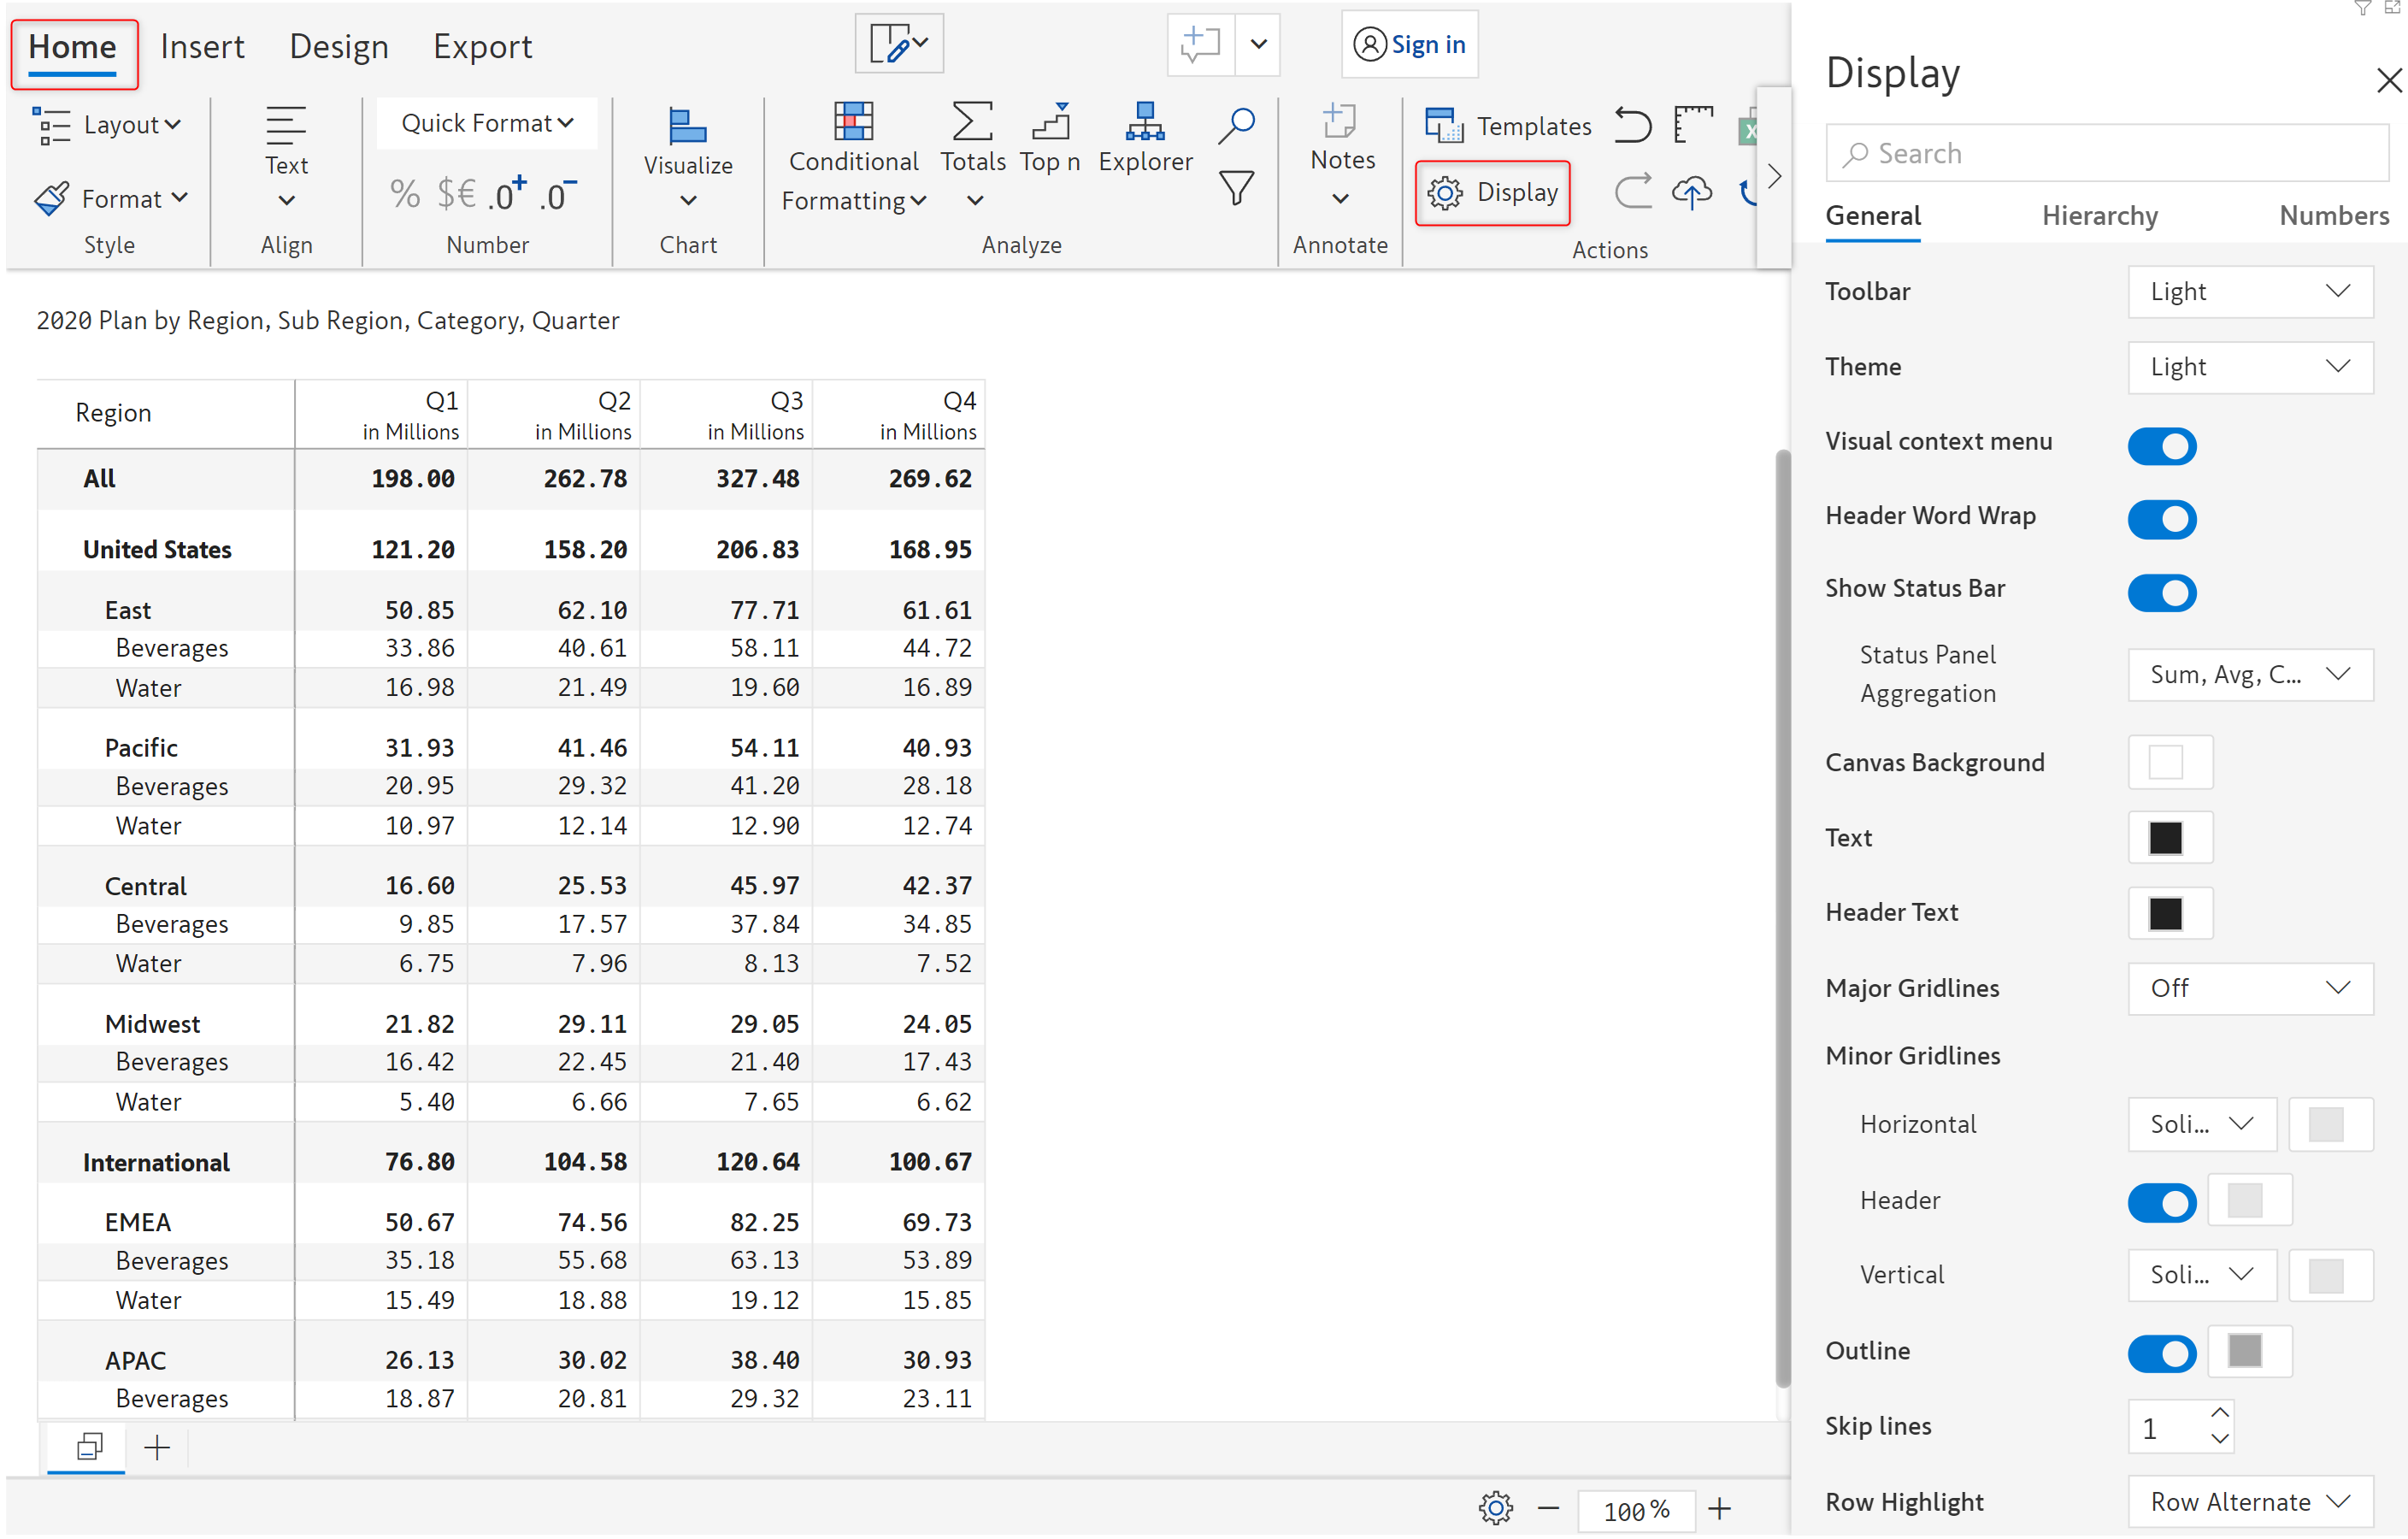 Home Insert Design Export
Sign in
Layout
Format
Style
Text
Align
Quick Format
% $€ .0+ .0−
Number
Visualize
Chart
Conditional
Formatting
Totals
Top n
Explorer
Analyze
Notes
Annotate
Templates
Display
Actions
2020 Plan by Region, Sub Region, Category, Quarter
Region Q1 Q2 Q3 Q4
in Millions in Millions in Millions in Millions
All 198.00 262.78 327.48 269.62
United States 121.20 158.20 206.83 168.95
East 50.85 62.10 77.71 61.61
Beverages 33.86 40.61 58.11 44.72
Water 16.98 21.49 19.60 16.89
Pacific 31.93 41.46 54.11 40.93
Beverages 20.95 29.32 41.20 28.18
Water 10.97 12.14 12.90 12.74
Central 16.60 25.53 45.97 42.37
Beverages 9.85 17.57 37.84 34.85
Water 6.75 7.96 8.13 7.52
Midwest 21.82 29.11 29.05 24.05
Beverages 16.42 22.45 21.40 17.43
Water 5.40 6.66 7.65 6.62
International 76.80 104.58 120.64 100.67
EMEA 50.67 74.56 82.25 69.73
Beverages 35.18 55.68 63.13 53.89
Water 15.49 18.88 19.12 15.85
APAC 26.13 30.02 38.40 30.93
Beverages 18.87 20.81 29.32 23.11
100 %
Display
Search
General Hierarchy Numbers
Toolbar Light
Theme Light
Visual context menu
Header Word Wrap
Show Status Bar
Status Panel
Aggregation
Sum, Avg, C...
Canvas Background
Text
Header Text
Major Gridlines Off
Minor Gridlines
Horizontal Soli...
Header
Vertical Soli...
Outline
Skip lines 1
Row Highlight Row Alternate